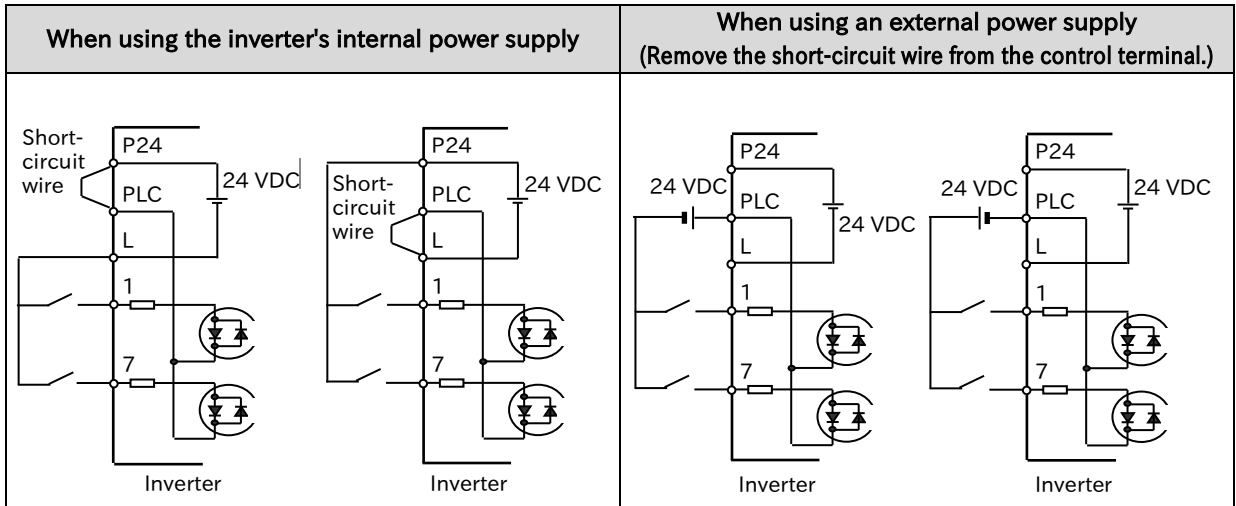 When using the inverter's internal power supply
When using an external power supply
(Remove the short-circuit wire from the control terminal.)
Short-
circuit
wire
P24
PLC
L
24 VDC
1
7
Inverter
Short-
circuit
wire
P24
PLC
L
24 VDC
1
7
Inverter
24 VDC
P24
PLC
L
24 VDC
1
7
Inverter
24 VDC
P24
PLC
L
24 VDC
1
7
Inverter